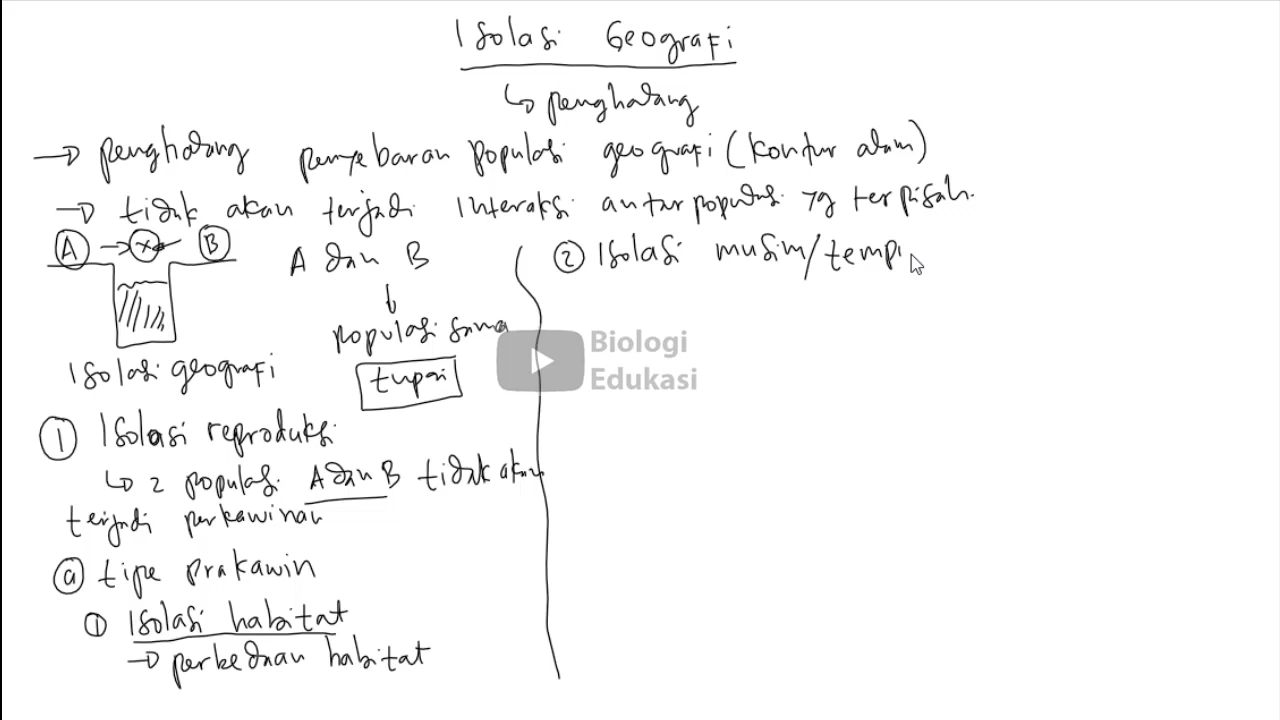 Isolasi Geografi
↳ penghalang
→ penghalang penyebaran populasi geografi (kontur alam)
→ tidak akan terjadi interaksi antar populasi yg terpisah.
A → x ← B
A dan B
↓
populasi sama
tupai
Isolasi geografi
① Isolasi reproduksi
↳ 2 populasi A dan B tidak akan
terjadi perkawinan
ⓐ tipe prakawin
① Isolasi habitat
→ perbedaan habitat
② Isolasi musim/temp
Biologi
Edukasi